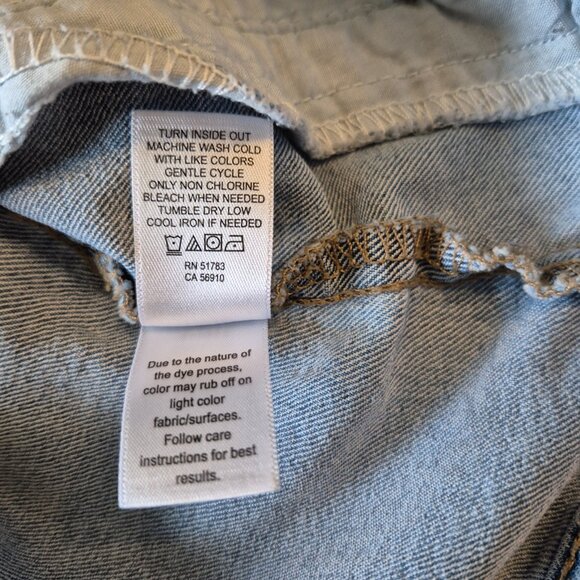 TURN INSIDE OUT
MACHINE WASH COLD
WITH LIKE COLORS
GENTLE CYCLE
ONLY NON CHLORINE
BLEACH WHEN NEEDED
TUMBLE DRY LOW
COOL IRON IF NEEDED
RN 51783
CA 56910
Due to the nature of
the dye process,
color may rub off on
light color
fabric/surfaces.
Follow care
instructions for best
results.